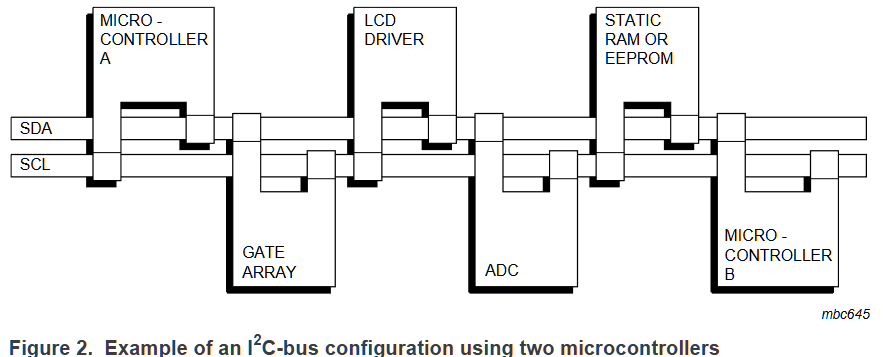 MICRO -
CONTROLLER
A
LCD
DRIVER
STATIC
RAM OR
EEPROM
SDA
SCL
GATE
ARRAY
ADC
MICRO -
CONTROLLER
B
mbc645
Figure 2. Example of an I²C-bus configuration using two microcontrollers